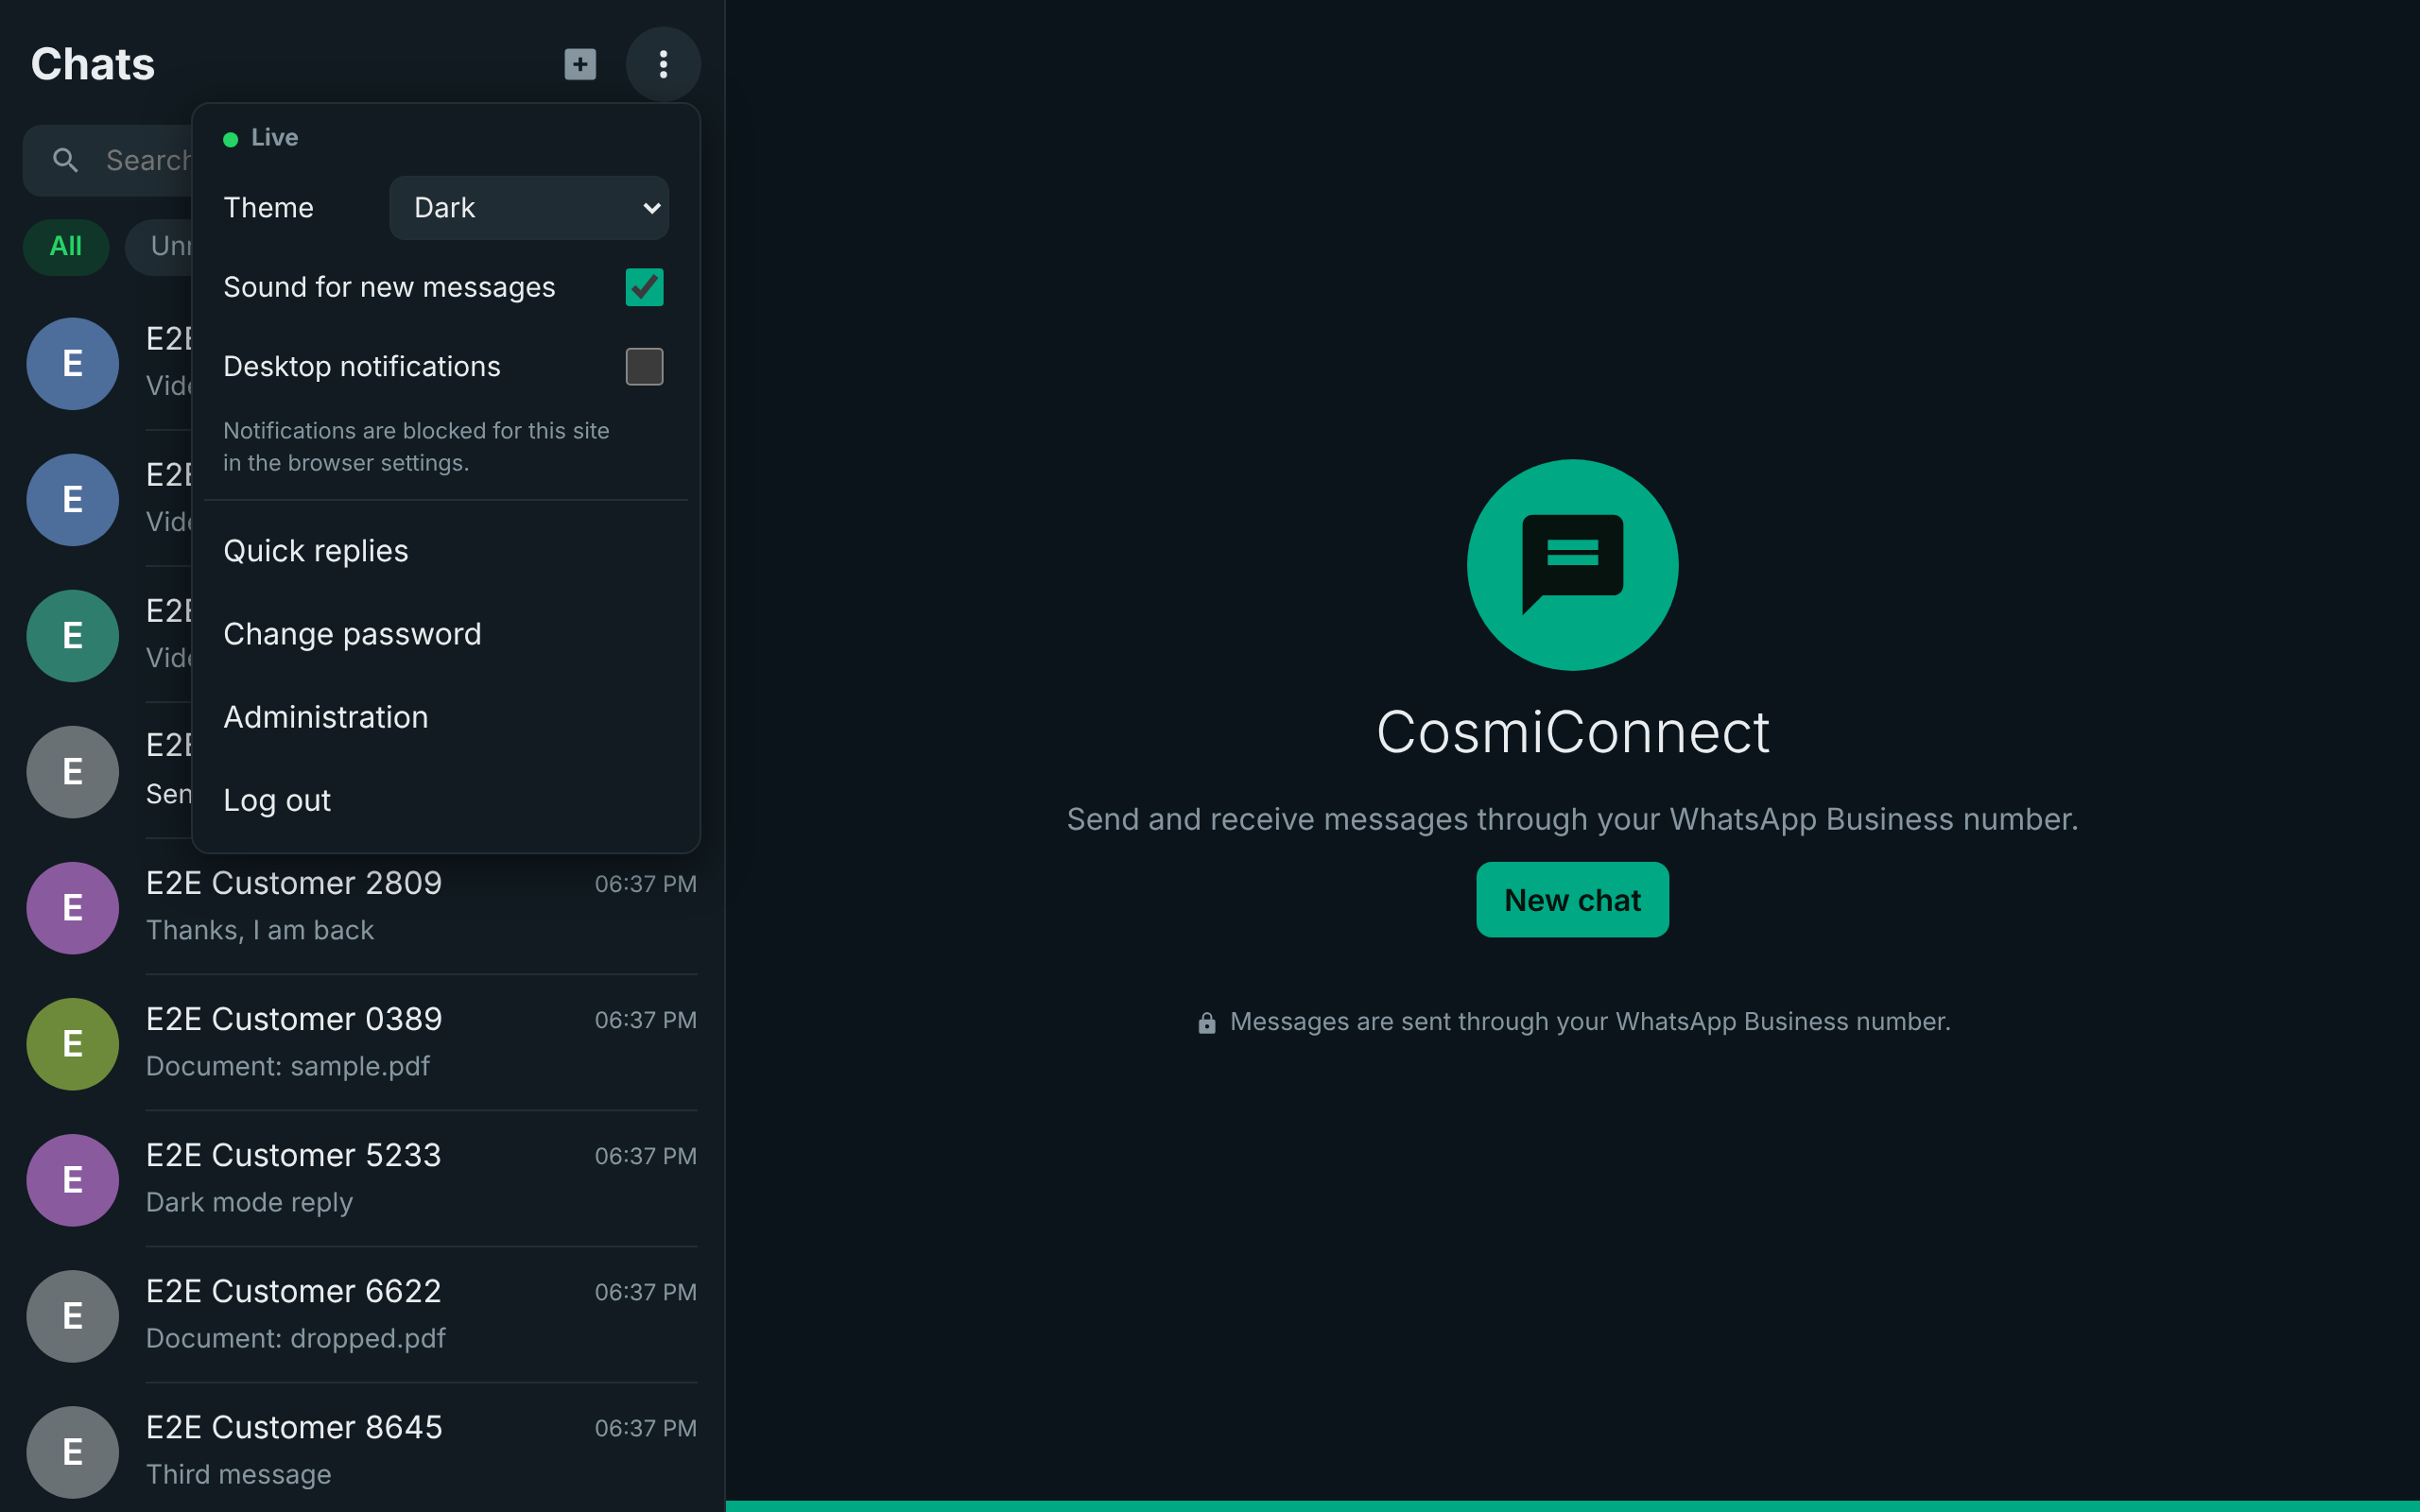 Chats
Live
Search
Theme
Dark
All
Sound for new messages
E
Desktop notifications
Notifications are blocked for this site
in the browser settings.
E
Quick replies
E
Change password
Administration
E
Log out
E
E2E Customer 2809
06:37 PM
Thanks, I am back
E
E2E Customer 0389
06:37 PM
Document: sample.pdf
E
E2E Customer 5233
06:37 PM
Dark mode reply
E
E2E Customer 6622
06:37 PM
Document: dropped.pdf
E
E2E Customer 8645
06:37 PM
Third message
CosmiConnect
Send and receive messages through your WhatsApp Business number.
New chat
Messages are sent through your WhatsApp Business number.